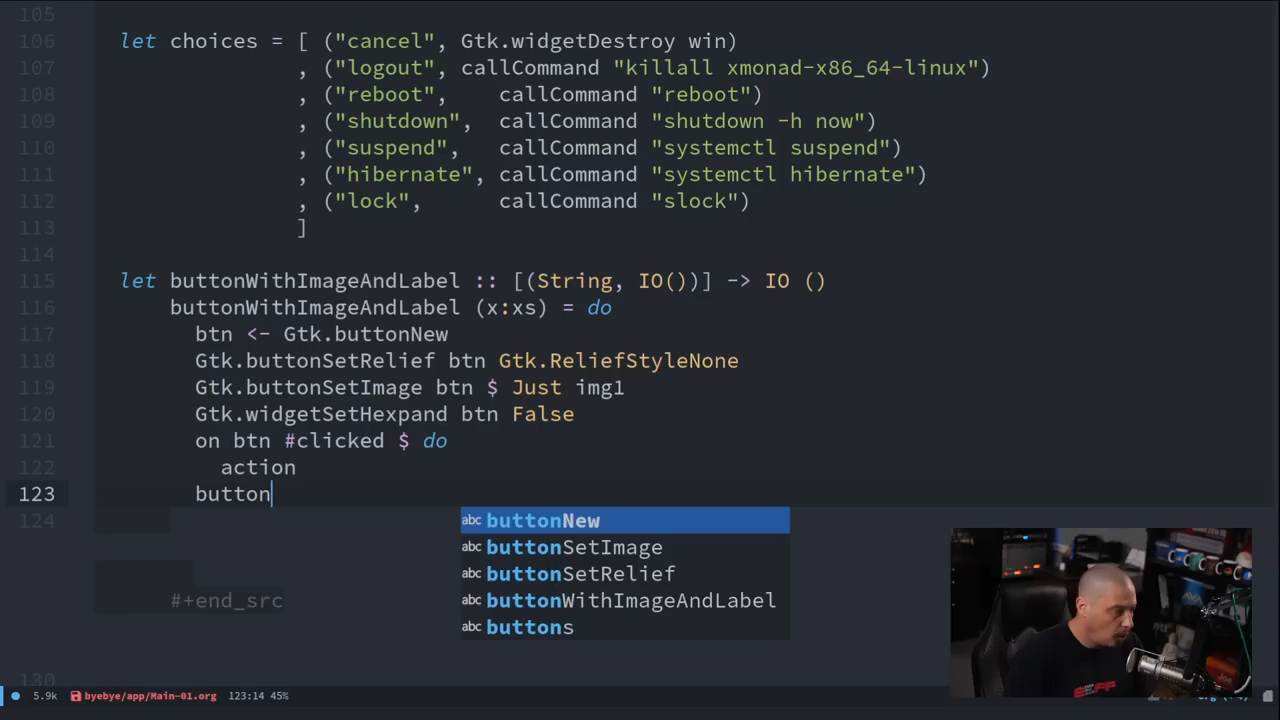 105
106 let choices = [ ("cancel", Gtk.widgetDestroy win)
107 , ("logout", callCommand "killall xmonad-x86_64-linux")
108 , ("reboot", callCommand "reboot")
109 , ("shutdown", callCommand "shutdown -h now")
110 , ("suspend", callCommand "systemctl suspend")
111 , ("hibernate", callCommand "systemctl hibernate")
112 , ("lock", callCommand "slock")
113 ]
114
115 let buttonWithImageAndLabel :: [(String, IO())] -> IO ()
116 buttonWithImageAndLabel (x:xs) = do
117 btn <- Gtk.buttonNew
118 Gtk.buttonSetRelief btn Gtk.ReliefStyleNone
119 Gtk.buttonSetImage btn $ Just img1
120 Gtk.widgetSetHexpand btn False
121 on btn #clicked $ do
122 action
123 button
124
abc buttonNew
abc buttonSetImage
abc buttonSetRelief
abc buttonWithImageAndLabel
abc buttons
#+end_src
130
5.9k byebye/app/Main-01.org 123:14 45%